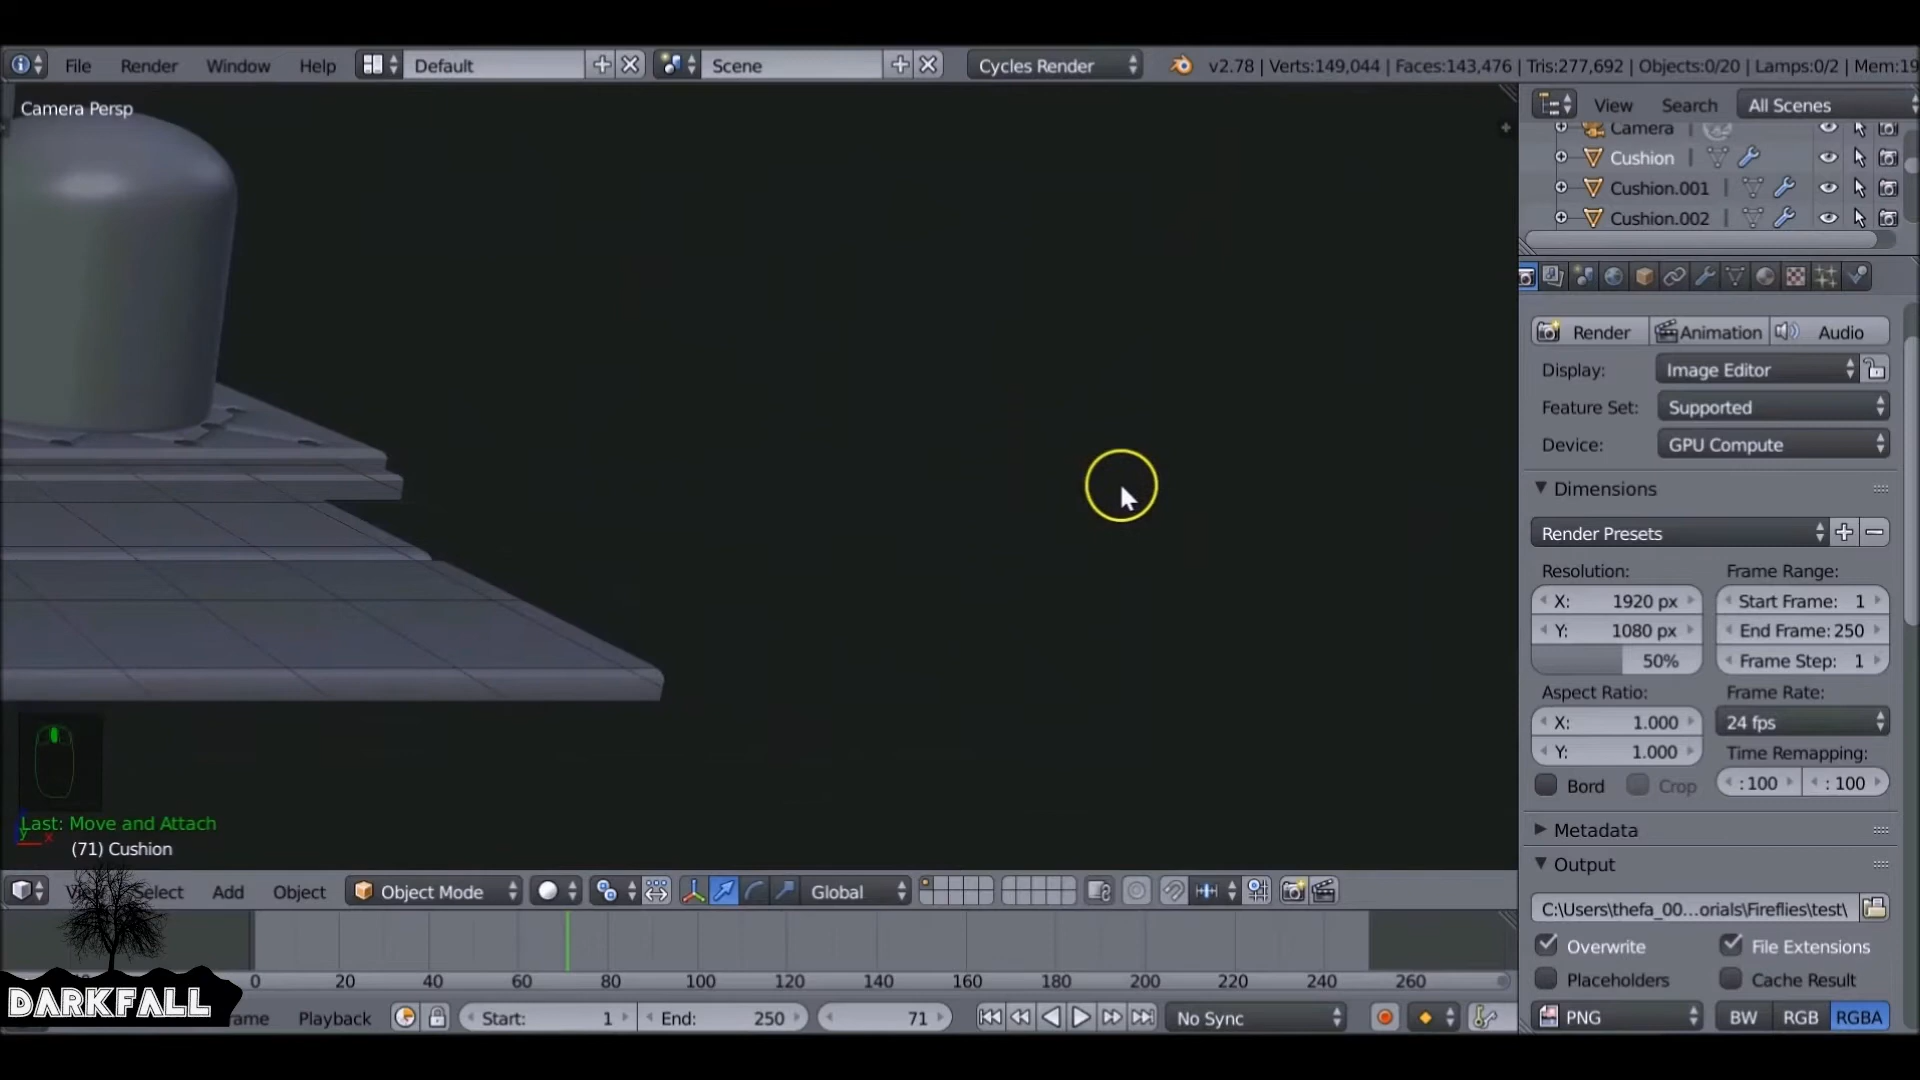 File Render Window Help Default Scene Cycles Render v2.78 | Verts:149,044 | Faces:143,476 | Tris:277,692 | Objects:0/20 | Lamps:0/2 | Mem:19
Camera Persp
View Search All Scenes
Camera
Cushion
Cushion.001
Cushion.002
Render Animation Audio
Display: Image Editor
Feature Set: Supported
Device: GPU Compute
Dimensions
Render Presets
Resolution: Frame Range:
X: 1920 px Start Frame: 1
Y: 1080 px End Frame: 250
50% Frame Step: 1
Aspect Ratio: Frame Rate:
X: 1.000 24 fps
Y: 1.000 Time Remapping:
Bord Crop : 100 : 100
Metadata
Output
C:\Users\thefa_00...orials\Fireflies\test\
Overwrite File Extensions
Placeholders Cache Result
PNG BW RGB RGBA
Last: Move and Attach
(71) Cushion
Select Add Object Object Mode Global
0 20 40 60 80 100 120 140 160 180 200 220 240 260
DARKFALL
Playback Start: 1 End: 250 71 No Sync